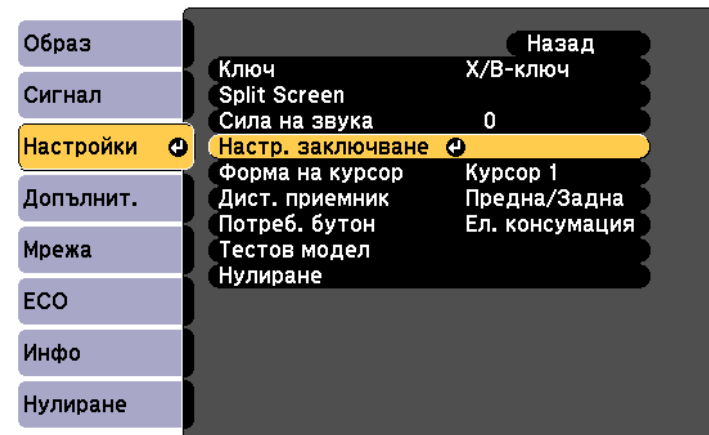 Образ
Сигнал
Настройки
Допълнит.
Мрежа
ECO
Инфо
Нулиране
Назад
Ключ X/B-ключ
Split Screen
Сила на звука 0
Настр. заключване
Форма на курсор Курсор 1
Дист. приемник Предна/Задна
Потреб. бутон Ел. консумация
Тестов модел
Нулиране